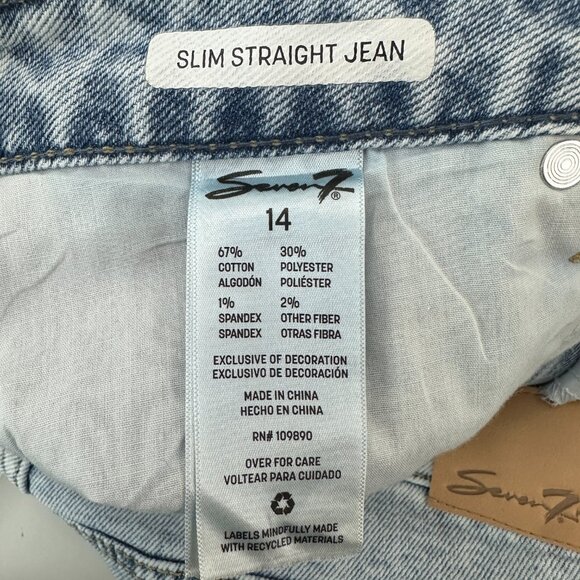 SLIM STRAIGHT JEAN
Seven7®
14
67% 30%
COTTON POLYESTER
ALGODÓN POLIÉSTER
1% 2%
SPANDEX OTHER FIBER
SPANDEX OTRAS FIBRA
EXCLUSIVE OF DECORATION
EXCLUSIVO DE DECORACIÓN
MADE IN CHINA
HECHO EN CHINA
RN# 109890
OVER FOR CARE
VOLTEAR PARA CUIDADO
LABELS MINDFULLY MADE
WITH RECYCLED MATERIALS
Seven7